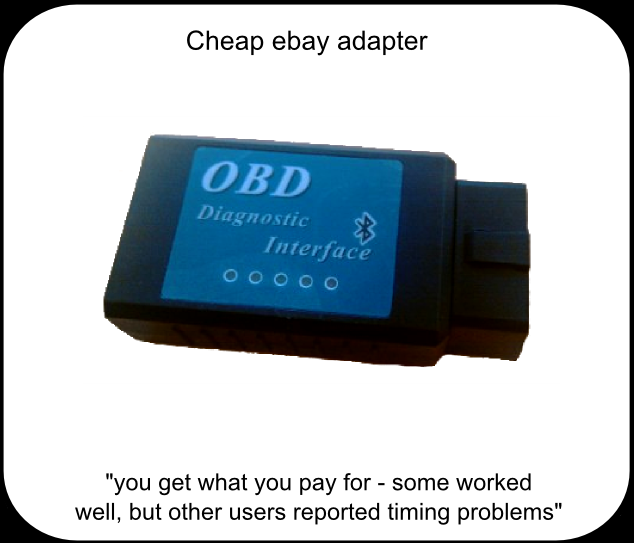 Cheap ebay adapter
OBD
Diagnostic
Interface
"you get what you pay for - some worked
well, but other users reported timing problems"